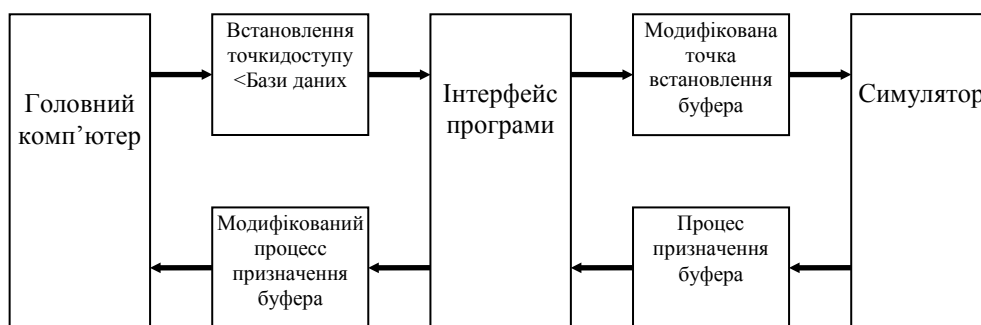 Головний
комп’ютер
Встановлення
точкидоступу
<Бази даних
Інтерфейс
програми
Модифікована
точка
встановлення
буфера
Симулятор
Модифікований
процесс
призначення
буфера
Процес
призначення
буфера